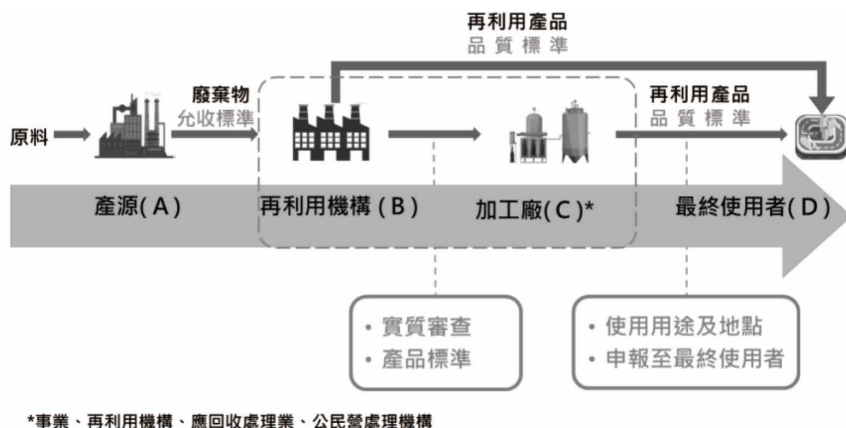 再利用產品
品質標準
廢棄物
允收標準
再利用產品
品質標準
原料
產源(A)
再利用機構(B)
加工廠(C)*
最終使用者(D)
• 實質審查
• 產品標準
• 使用用途及地點
• 申報至最終使用者
*事業、再利用機構、應回收處理業、公民營處理機構